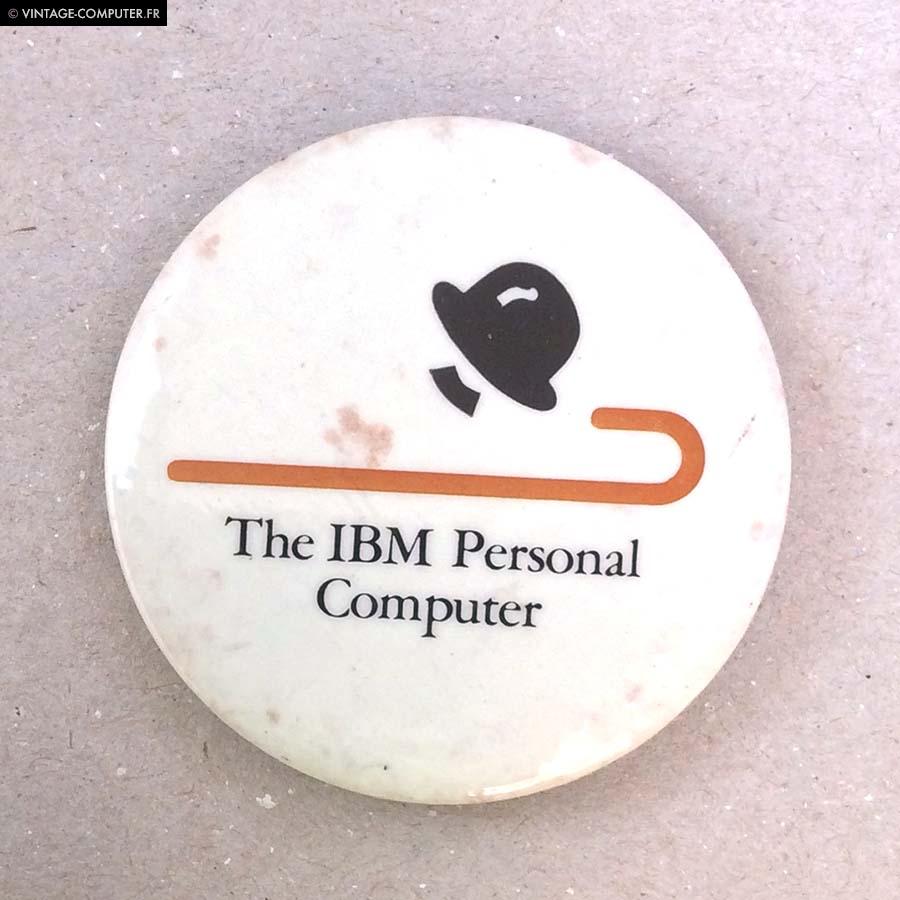 © VINTAGE-COMPUTER.FR
The IBM Personal
Computer